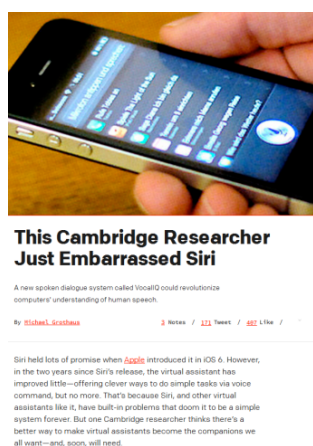 This Cambridge Researcher
Just Embarrassed Siri
A new spoken dialogue system called VocalIQ could revolutionize
computers' understanding of human speech.
By Michael Grothaus 3 Notes / 171 Tweet / 407 Like /
Siri held lots of promise when Apple introduced it in iOS 6. However,
in the two years since Siri's release, the virtual assistant has
improved little—offering clever ways to do simple tasks via voice
command, but no more. That's because Siri, and other virtual
assistants like it, have built-in problems that doom it to be a simple
system forever. But one Cambridge researcher thinks there's a
better way to make virtual assistants become the companions we
all want—and, soon, will need.